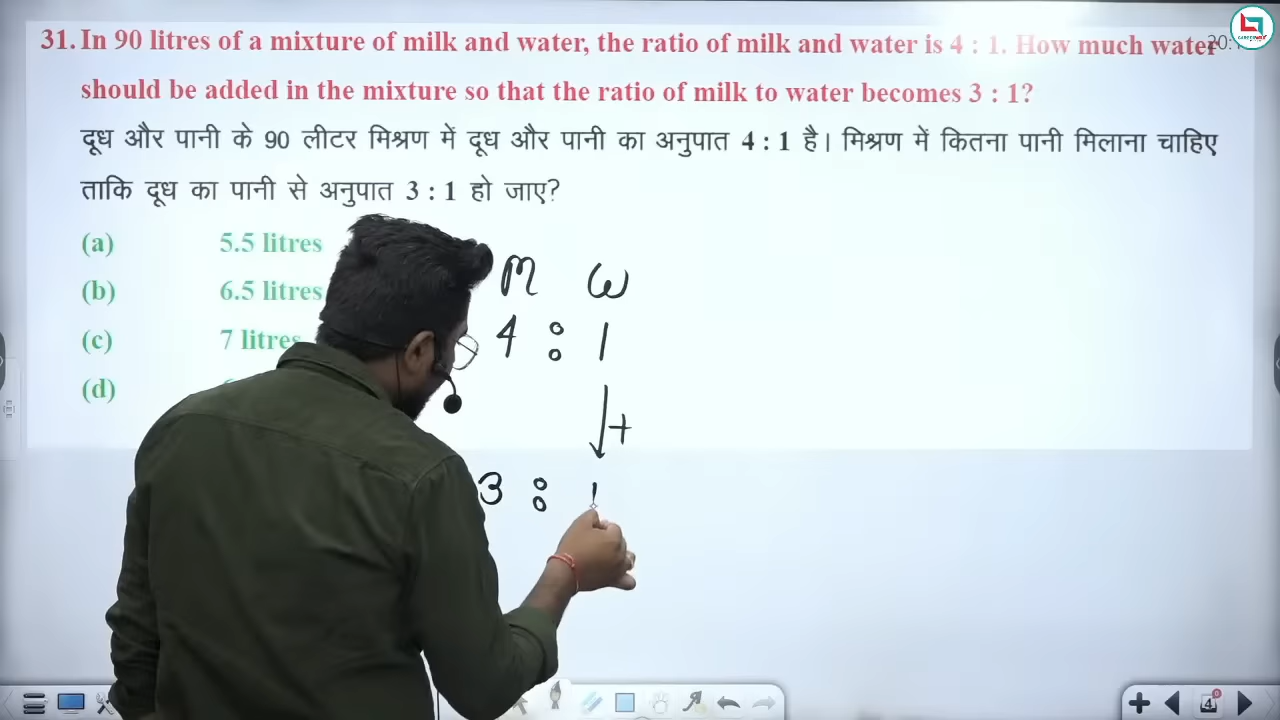 31. In 90 litres of a mixture of milk and water, the ratio of milk and water is 4 : 1. How much water
should be added in the mixture so that the ratio of milk to water becomes 3 : 1?
दूध और पानी के 90 लीटर मिश्रण में दूध और पानी का अनुपात 4 : 1 है। मिश्रण में कितना पानी मिलाना चाहिए
ताकि दूध का पानी से अनुपात 3 : 1 हो जाए?
(a) 5.5 litres
(b) 6.5 litres
(c) 7 litres
(d)
M W
4 : 1
+
3 : 1
4